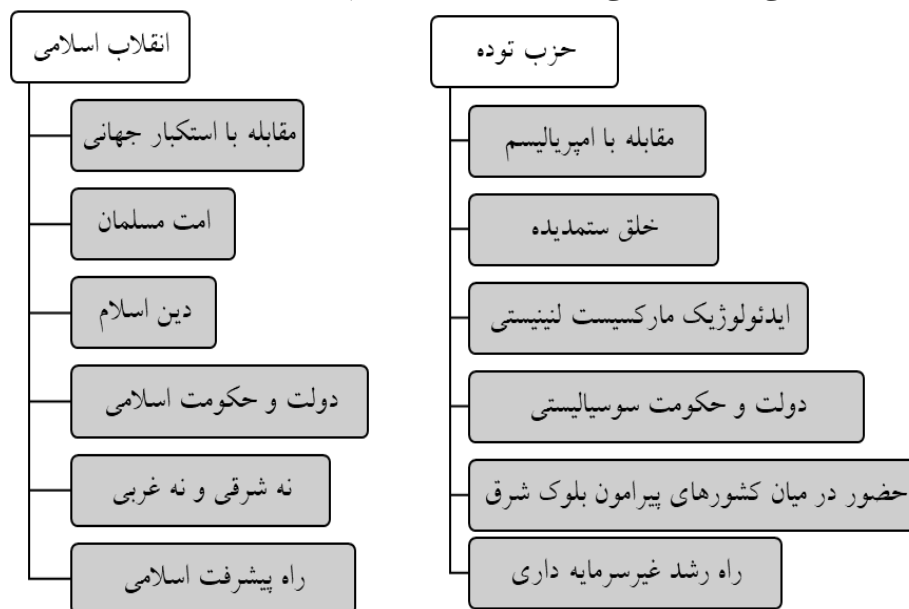 انقلاب اسلامی
مقابله با استکبار جهانی
امت مسلمان
دین اسلام
دولت و حکومت اسلامی
نه شرقی و نه غربی
راه پیشرفت اسلامی
حزب توده
مقابله با امپریالیسم
خلق ستمدیده
ایدئولوژیک مارکسیست لنینیستی
دولت و حکومت سوسیالیستی
حضور در میان کشورهای پیرامون بلوک شرق
راه رشد غیرسرمایه داری